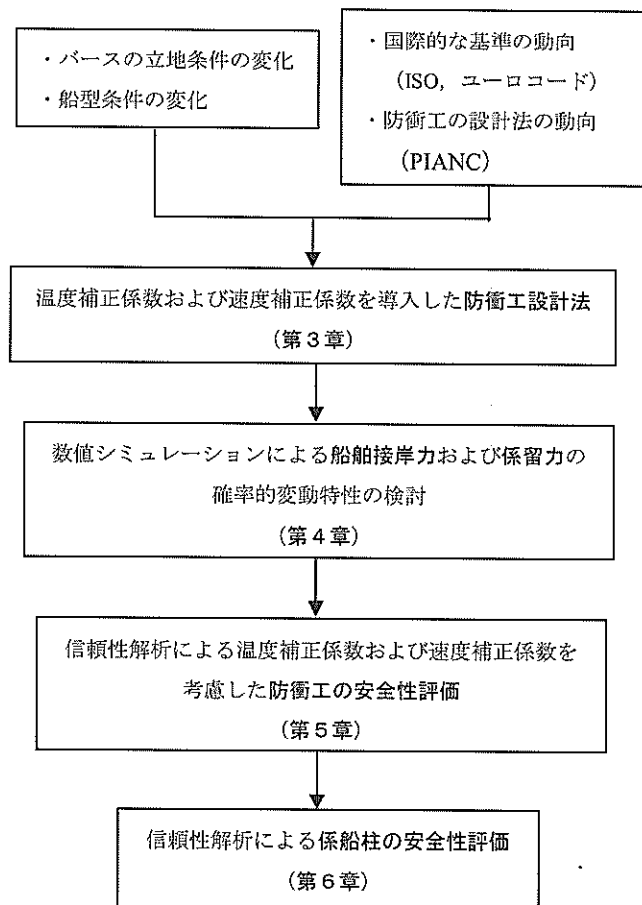 ・バースの立地条件の変化
・船型条件の変化
・国際的な基準の動向
(ISO, ユーロコード)
・防衝工の設計法の動向
(PIANC)
温度補正係数および速度補正係数を導入した防衝工設計法
(第３章)
数値シミュレーションによる船舶接岸力および係留力の
確率的変動特性の検討
(第４章)
信頼性解析による温度補正係数および速度補正係数を
考慮した防衝工の安全性評価
(第５章)
信頼性解析による係船柱の安全性評価
(第６章)